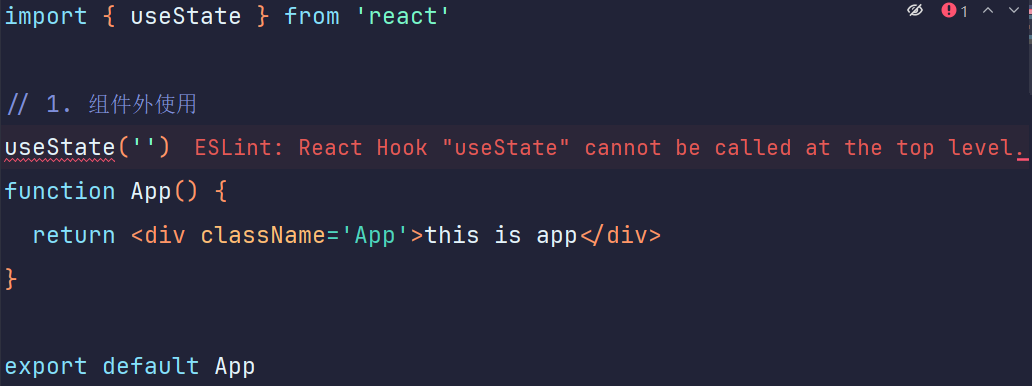 import { useState } from 'react'
1
// 1. 组件外使用
useState('') ESLint: React Hook "useState" cannot be called at the top level.
function App() {
return <div className='App'>this is app</div>
}
export default App